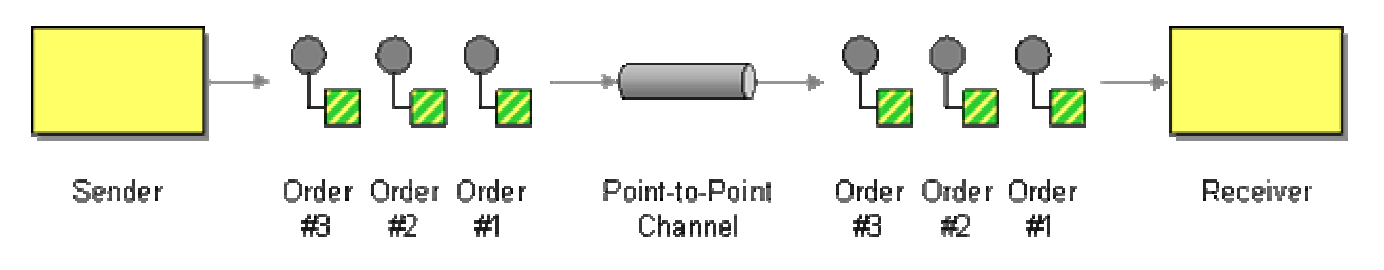 Sender Order Order Order Point-to-Point Order Order Order Receiver
#3 #2 #1 Channel #3 #2 #1